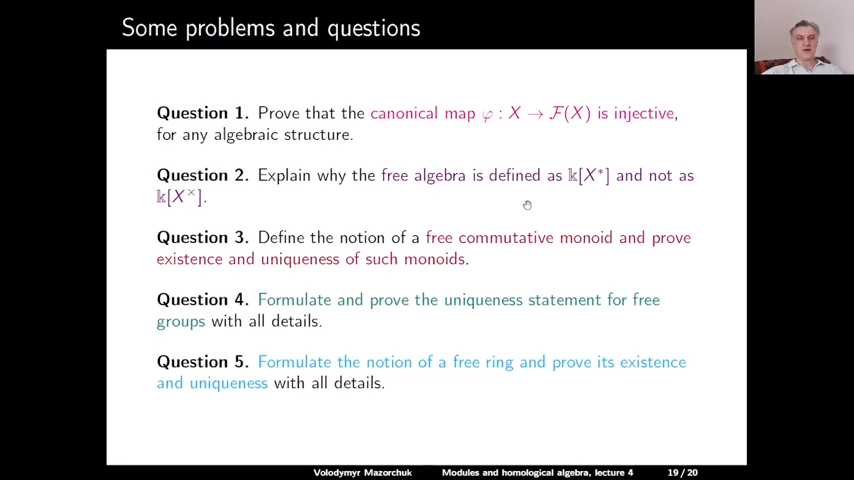 Some problems and questions
Question 1. Prove that the canonical map φ : X → ℱ(X) is injective,
for any algebraic structure.
Question 2. Explain why the free algebra is defined as 𝕜[X*] and not as
𝕜[X×].
Question 3. Define the notion of a free commutative monoid and prove
existence and uniqueness of such monoids.
Question 4. Formulate and prove the uniqueness statement for free
groups with all details.
Question 5. Formulate the notion of a free ring and prove its existence
and uniqueness with all details.
Volodymyr Mazorchuk Modules and homological algebra, lecture 4 19 / 20